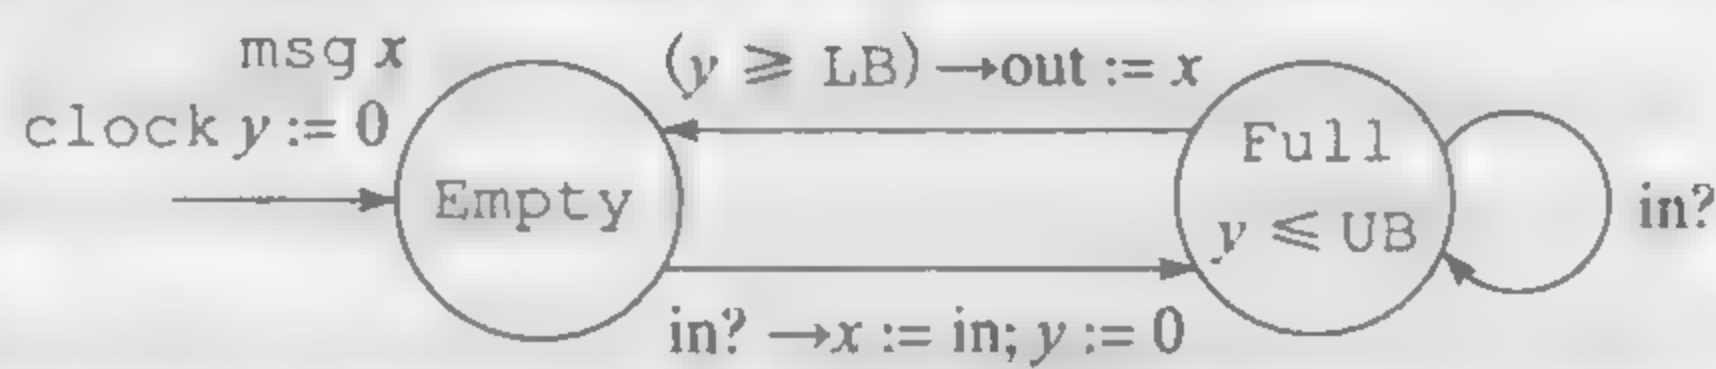 msg x
clock y := 0
Empty
(y ⩾ LB)→out := x
in? →x := in; y := 0
Full
y ⩽ UB
in?